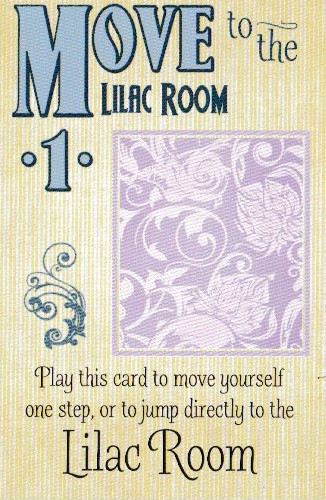 MOVE to the
LILAC ROOM
·1·
Play this card to move yourself
one step, or to jump directly to the
Lilac Room